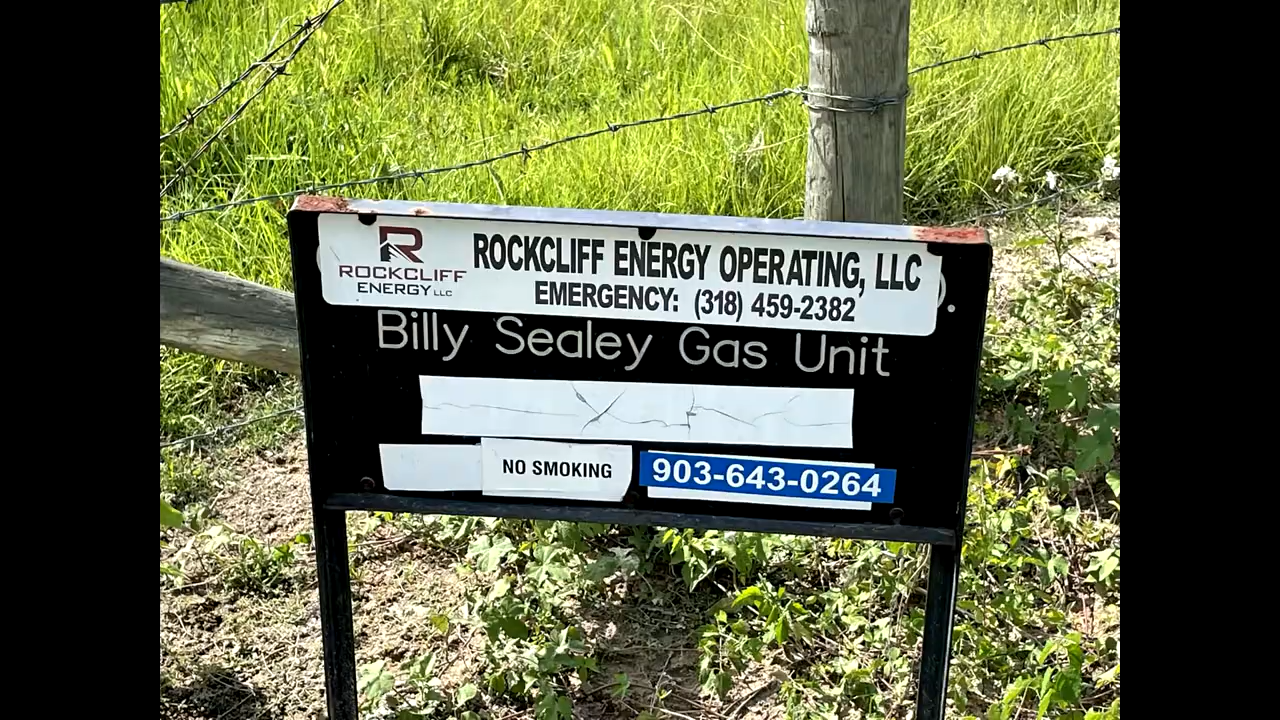 ROCKCLIFF
ENERGY LLC
ROCKCLIFF ENERGY OPERATING, LLC
EMERGENCY: (318) 459-2382
Billy Sealey Gas Unit
NO SMOKING
903-643-0264